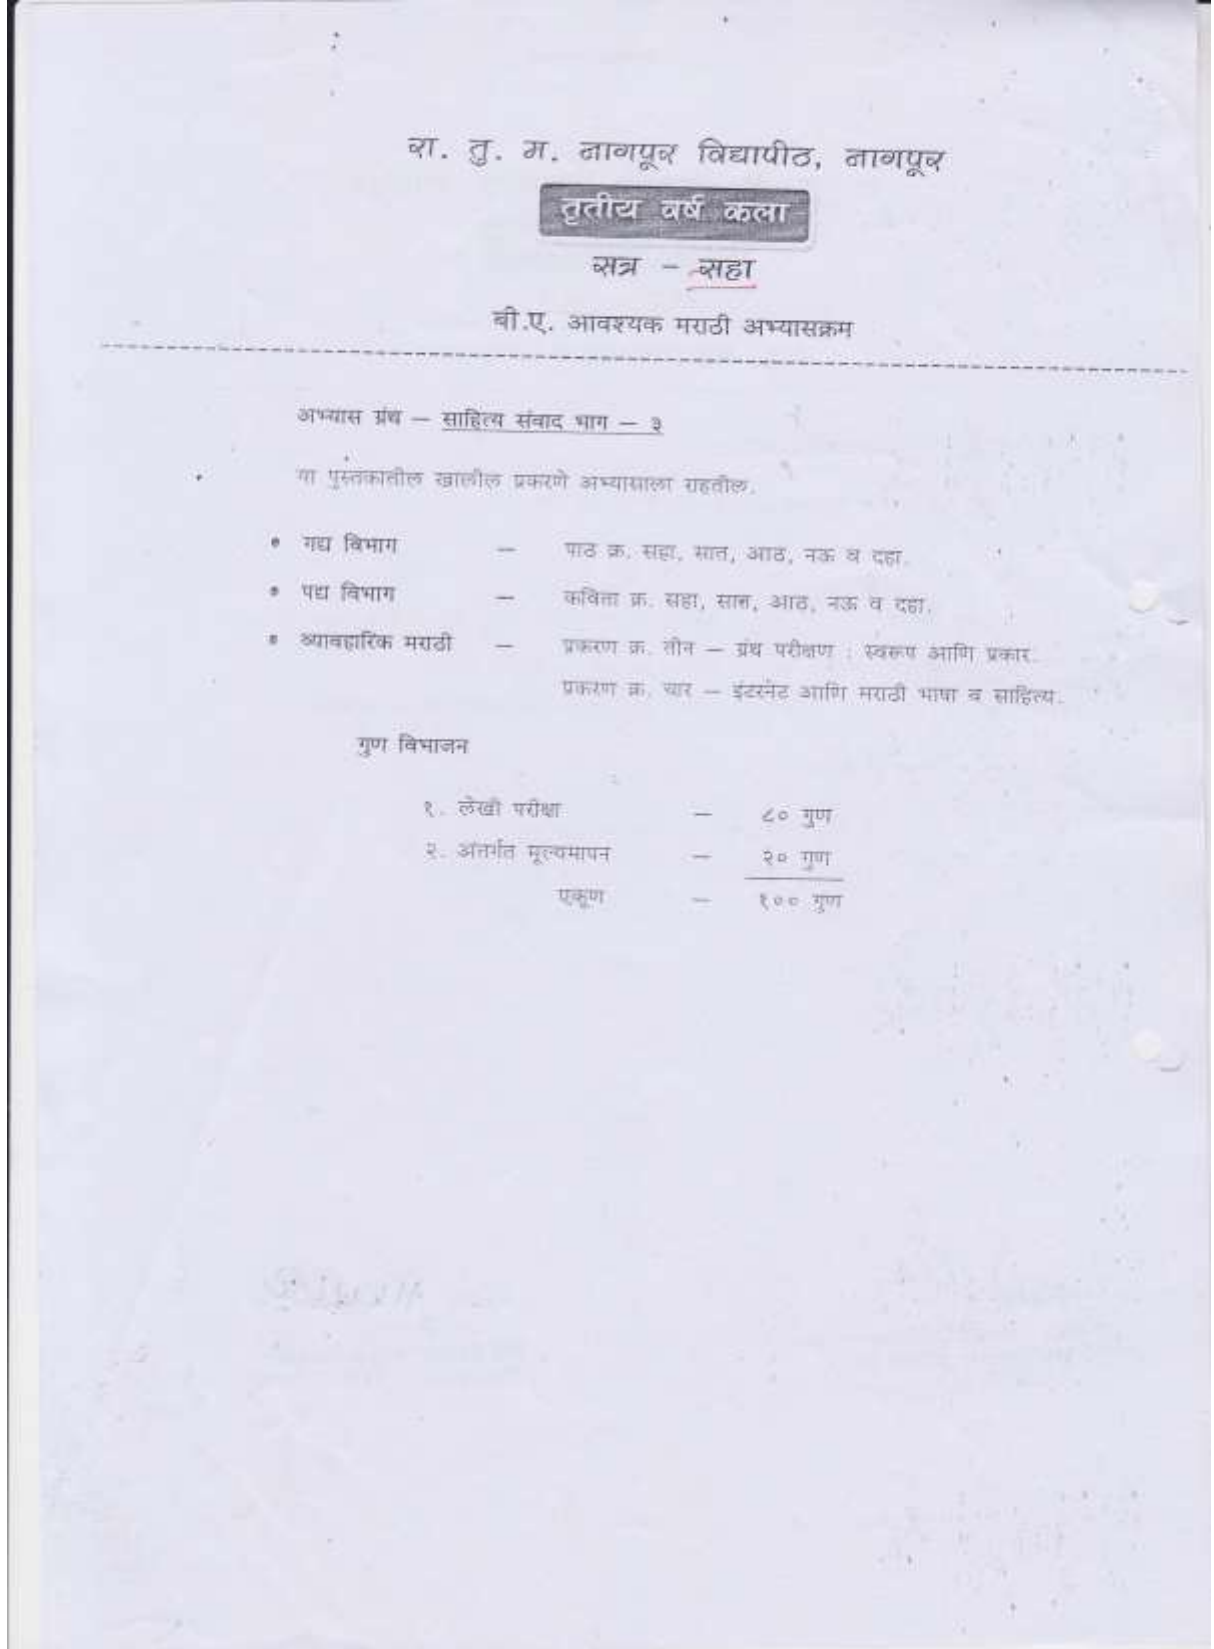 रा. तु. म. नागपूर विद्यापीठ, नागपूर
तृतीय वर्ष कला
सत्र – सहा
बी.ए. आवश्यक मराठी अभ्यासक्रम
अभ्यास ग्रंथ – साहित्य संवाद भाग – ३
या पुस्तकातील खालील प्रकरणे अभ्यासाला राहतील.
• गद्य विभाग – पाठ क्र. सहा, सात, आठ, नऊ व दहा.
• पद्य विभाग – कविता क्र. सहा, सात, आठ, नऊ व दहा.
• व्यावहारिक मराठी – प्रकरण क्र. तीन – ग्रंथ परीक्षण : स्वरूप आणि प्रकार.
प्रकरण क्र. चार – इंटरनेट आणि मराठी भाषा व साहित्य.
गुण विभाजन
१. लेखी परीक्षा – ८० गुण
२. अंतर्गत मूल्यमापन – २० गुण
एकूण – १०० गुण